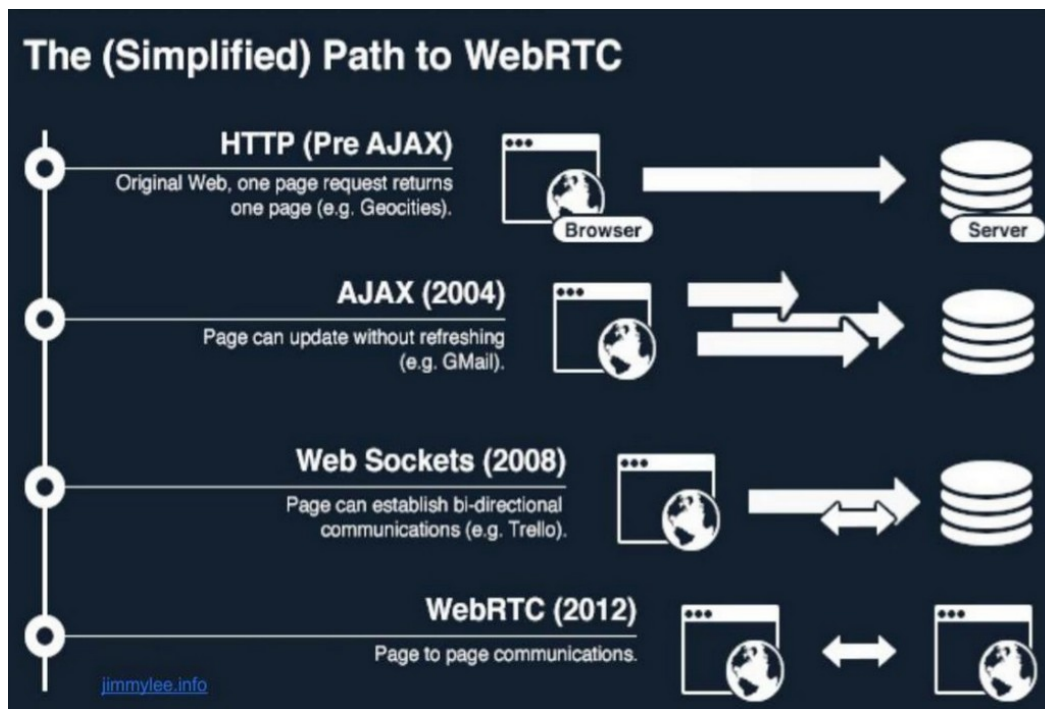 The (Simplified) Path to WebRTC
HTTP (Pre AJAX)
Original Web, one page request returns
one page (e.g. Geocities).
Browser
Server
AJAX (2004)
Page can update without refreshing
(e.g. GMail).
Web Sockets (2008)
Page can establish bi-directional
communications (e.g. Trello).
WebRTC (2012)
Page to page communications.
jimmylee.info